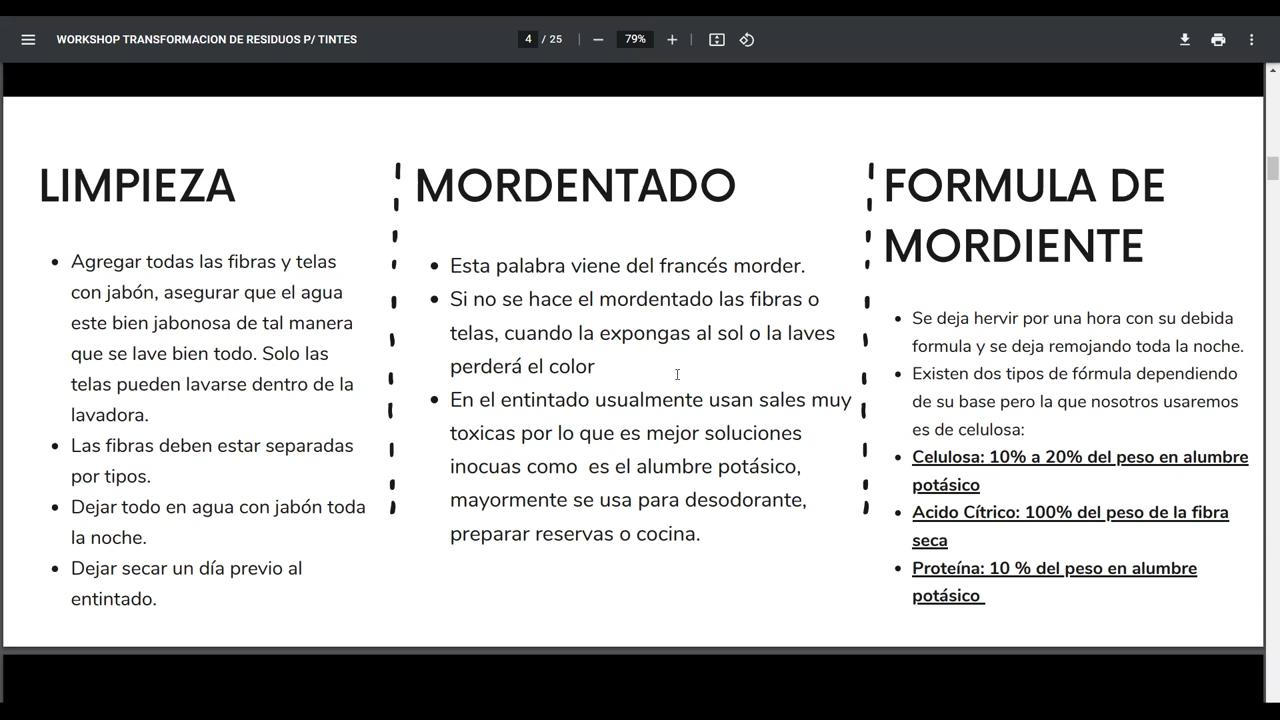 WORKSHOP TRANSFORMACION DE RESIDUOS P/ TINTES
4 / 25
79%
LIMPIEZA
• Agregar todas las fibras y telas
con jabón, asegurar que el agua
este bien jabonosa de tal manera
que se lave bien todo. Solo las
telas pueden lavarse dentro de la
lavadora.
• Las fibras deben estar separadas
por tipos.
• Dejar todo en agua con jabón toda
la noche.
• Dejar secar un día previo al
entintado.
MORDENTADO
• Esta palabra viene del francés morder.
• Si no se hace el mordentado las fibras o
telas, cuando la expongas al sol o la laves
perderá el color
• En el entintado usualmente usan sales muy
toxicas por lo que es mejor soluciones
inocuas como es el alumbre potásico,
mayormente se usa para desodorante,
preparar reservas o cocina.
FORMULA DE
MORDIENTE
• Se deja hervir por una hora con su debida
formula y se deja remojando toda la noche.
• Existen dos tipos de fórmula dependiendo
de su base pero la que nosotros usaremos
es de celulosa:
• Celulosa: 10% a 20% del peso en alumbre
potásico
• Acido Cítrico: 100% del peso de la fibra
seca
• Proteína: 10 % del peso en alumbre
potásico